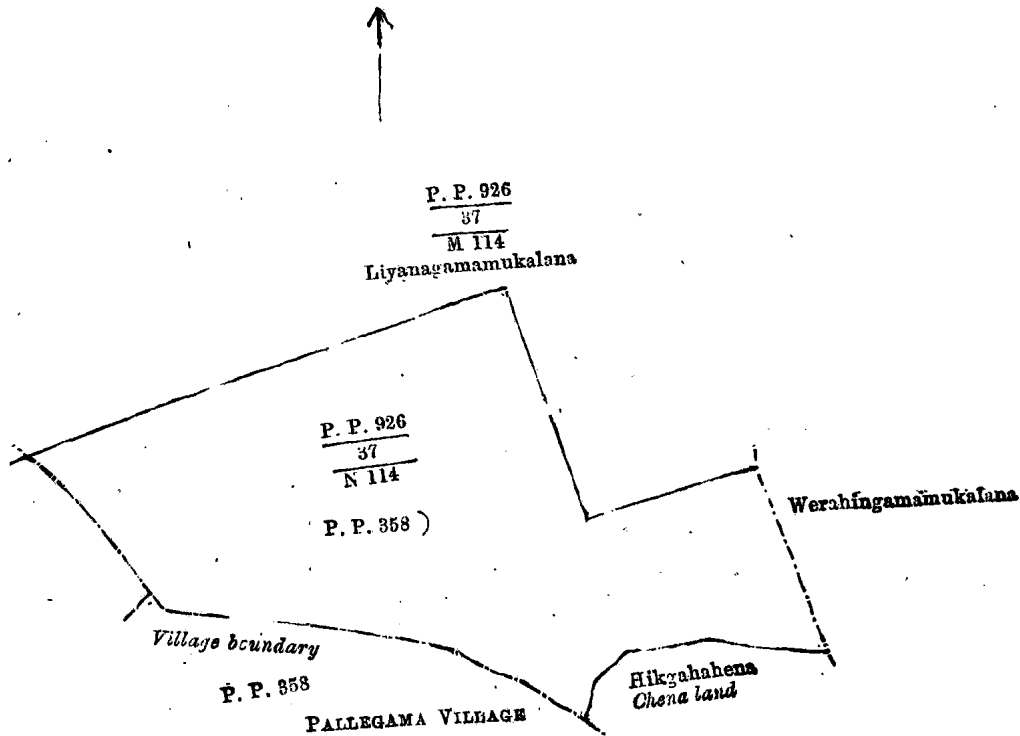 P. P. 926
37
M 114
Liyanagamamukalana
P. P. 926
37
N 114
P. P. 358 )
Werahingamamukalana
Village boundary
P. P. 358
PALLEGAMA VILLAGE
Hikgahahena
Chena land